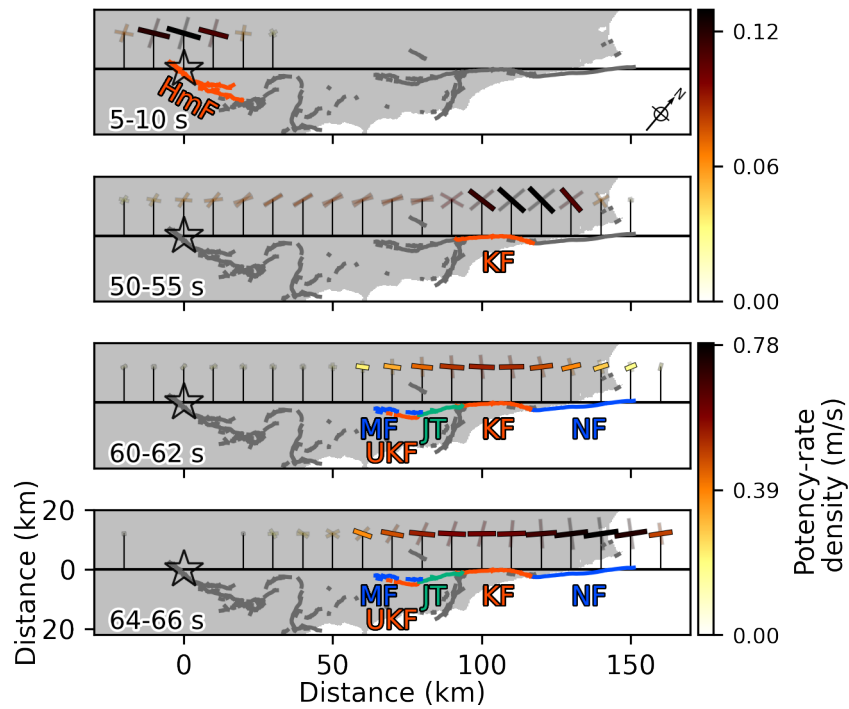 HmF
5-10 s
N
0.12
0.06
0.00
KF
50-55 s
MF
JT
KF
NF
UKF
60-62 s
0.78
0.39
0.00
Potency-rate
density (m/s)
20
0
20
Distance (km)
MF
JT
KF
NF
UKF
64-66 s
0
50
100
150
Distance (km)